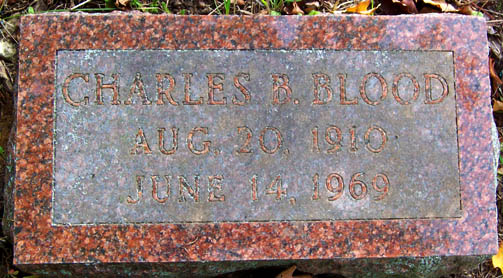 CHARLES B. BLOOD
AUG. 20, 1910
JUNE 14, 1969